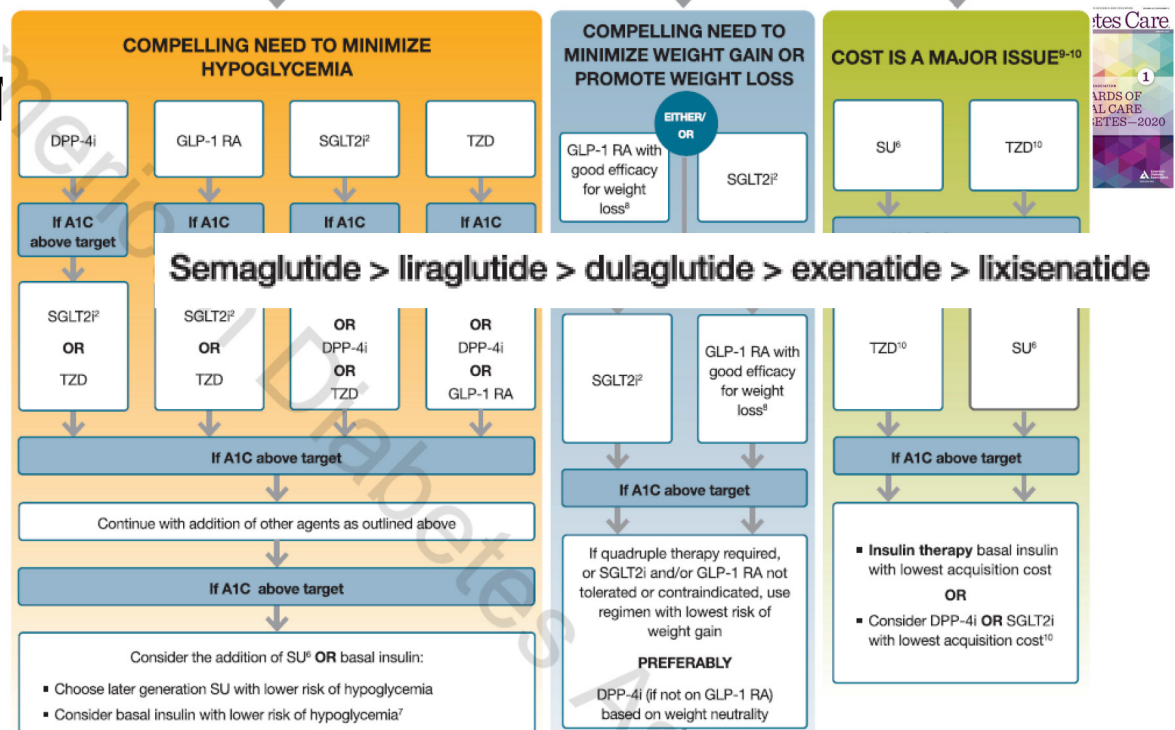 COMPELLING NEED TO MINIMIZE
HYPOGLYCEMIA
DPP-4i
GLP-1 RA
SGLT2i²
TZD
If A1C
above target
If A1C
If A1C
If A1C
SGLT2i²
OR
TZD
SGLT2i²
OR
TZD
OR
DPP-4i
OR
TZD
OR
DPP-4i
OR
GLP-1 RA
If A1C above target
Continue with addition of other agents as outlined above
If A1C above target
Consider the addition of SU⁶ OR basal insulin:
▪ Choose later generation SU with lower risk of hypoglycemia
▪ Consider basal insulin with lower risk of hypoglycemia⁷
COMPELLING NEED TO
MINIMIZE WEIGHT GAIN OR
PROMOTE WEIGHT LOSS
EITHER/
OR
GLP-1 RA with
good efficacy
for weight
loss⁸
SGLT2i²
Semaglutide > liraglutide > dulaglutide > exenatide > lixisenatide
SGLT2i²
GLP-1 RA with
good efficacy
for weight
loss⁸
If A1C above target
If quadruple therapy required,
or SGLT2i and/or GLP-1 RA not
tolerated or contraindicated, use
regimen with lowest risk of
weight gain
PREFERABLY
DPP-4i (if not on GLP-1 RA)
based on weight neutrality
COST IS A MAJOR ISSUE⁹⁻¹⁰
SU⁶
TZD¹⁰
TZD¹⁰
SU⁶
If A1C above target
▪ Insulin therapy basal insulin
with lowest acquisition cost
OR
▪ Consider DPP-4i OR SGLT2i
with lowest acquisition cost¹⁰
etes Care
1
ARDS OF
AL CARE
BETES—2020
merican Diabetes As